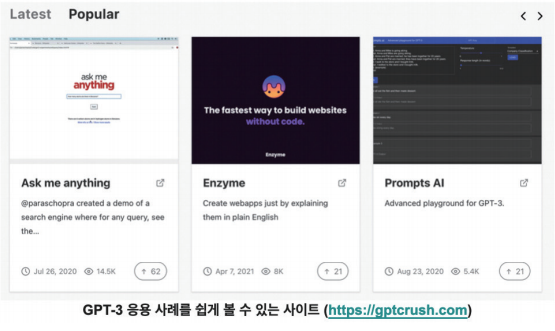 Latest Popular
ask me
anything
The fastest way to build websites
without code.
Enzyme
Ask me anything
@paraschopra created a demo of a
search engine where for any query, see
the...
Jul 26, 2020 14.5K 62
Enzyme
Create webapps just by explaining
them in plain English
Apr 7, 2021 8K 21
Prompts AI
Advanced playground for GPT-3.
Aug 23, 2020 5.4K 21
GPT-3 응용 사례를 쉽게 볼 수 있는 사이트 (https://gptcrush.com)